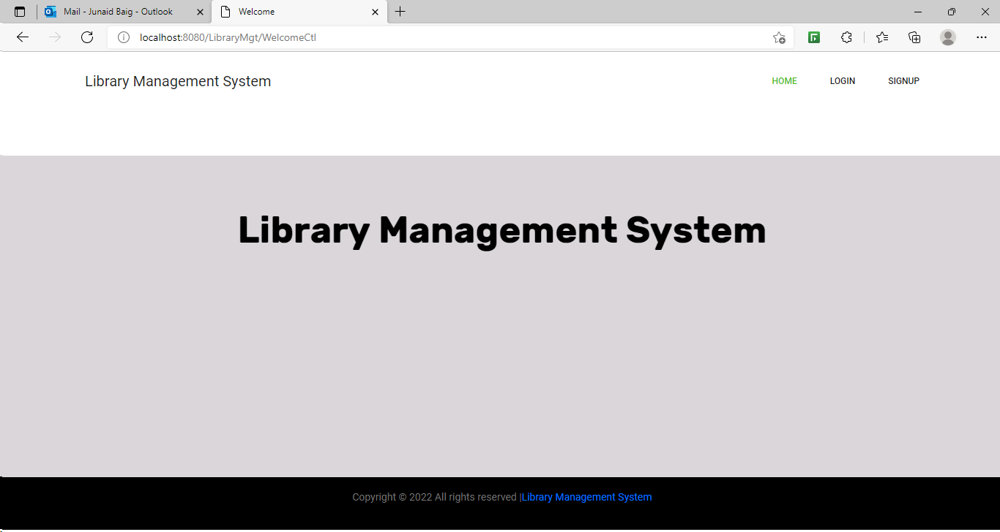 Mail - Junaid Baig - Outlook
Welcome
localhost:8080/LibraryMgt/WelcomeCtl
Library Management System
HOME
LOGIN
SIGNUP
Library Management System
Copyright © 2022 All rights reserved |Library Management System